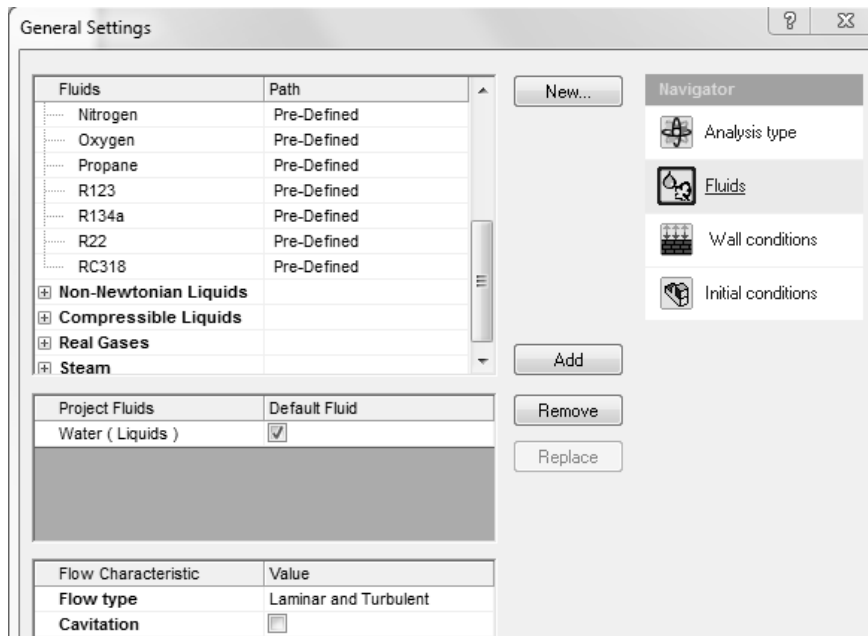 General Settings
Fluids Path
Nitrogen Pre-Defined
Oxygen Pre-Defined
Propane Pre-Defined
R123 Pre-Defined
R134a Pre-Defined
R22 Pre-Defined
RC318 Pre-Defined
Non-Newtonian Liquids
Compressible Liquids
Real Gases
Steam
New...
Add
Navigator
Analysis type
Fluids
Wall conditions
Initial conditions
Project Fluids Default Fluid
Water ( Liquids )
Remove
Replace
Flow Characteristic Value
Flow type Laminar and Turbulent
Cavitation